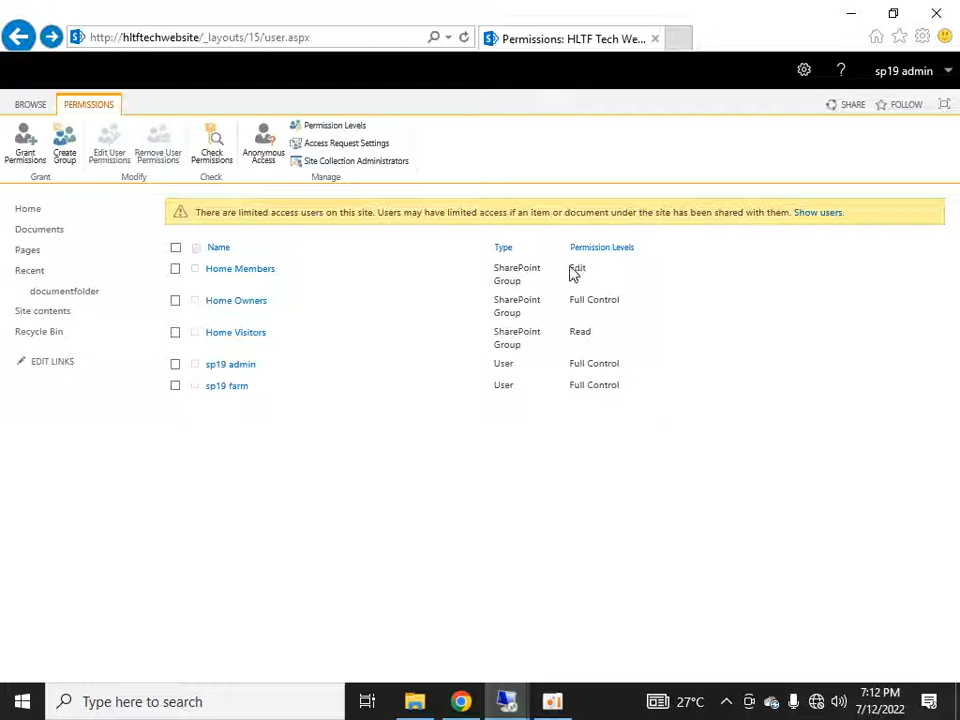 http://hltftechwebsite/_layouts/15/user.aspx
Permissions: HLTF Tech We...
sp19 admin
BROWSE PERMISSIONS
SHARE FOLLOW
Grant Permissions
Create Group
Edit User Permissions
Remove User Permissions
Check Permissions
Anonymous Access
Permission Levels
Access Request Settings
Site Collection Administrators
Grant Modify Check Manage
There are limited access users on this site. Users may have limited access if an item or document under the site has been shared with them. Show users.
Home
Documents
Pages
Recent
documentfolder
Site contents
Recycle Bin
EDIT LINKS
Name Type Permission Levels
Home Members SharePoint Group Edit
Home Owners SharePoint Group Full Control
Home Visitors SharePoint Group Read
sp19 admin User Full Control
sp19 farm User Full Control
Type here to search
27°C
7:12 PM
7/12/2022